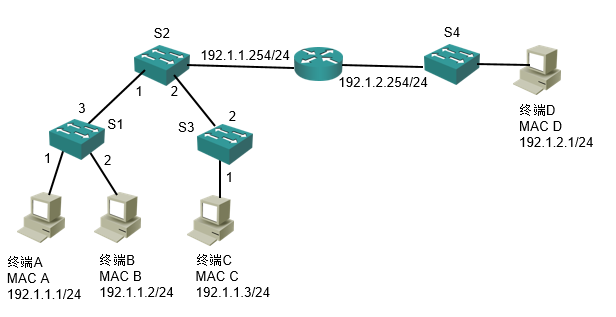 S2
S4
192.1.1.254/24
192.1.2.254/24
1
2
3
S1
S3
2
1
2
1
终端D
MAC D
192.1.2.1/24
终端A
MAC A
192.1.1.1/24
终端B
MAC B
192.1.1.2/24
终端C
MAC C
192.1.1.3/24